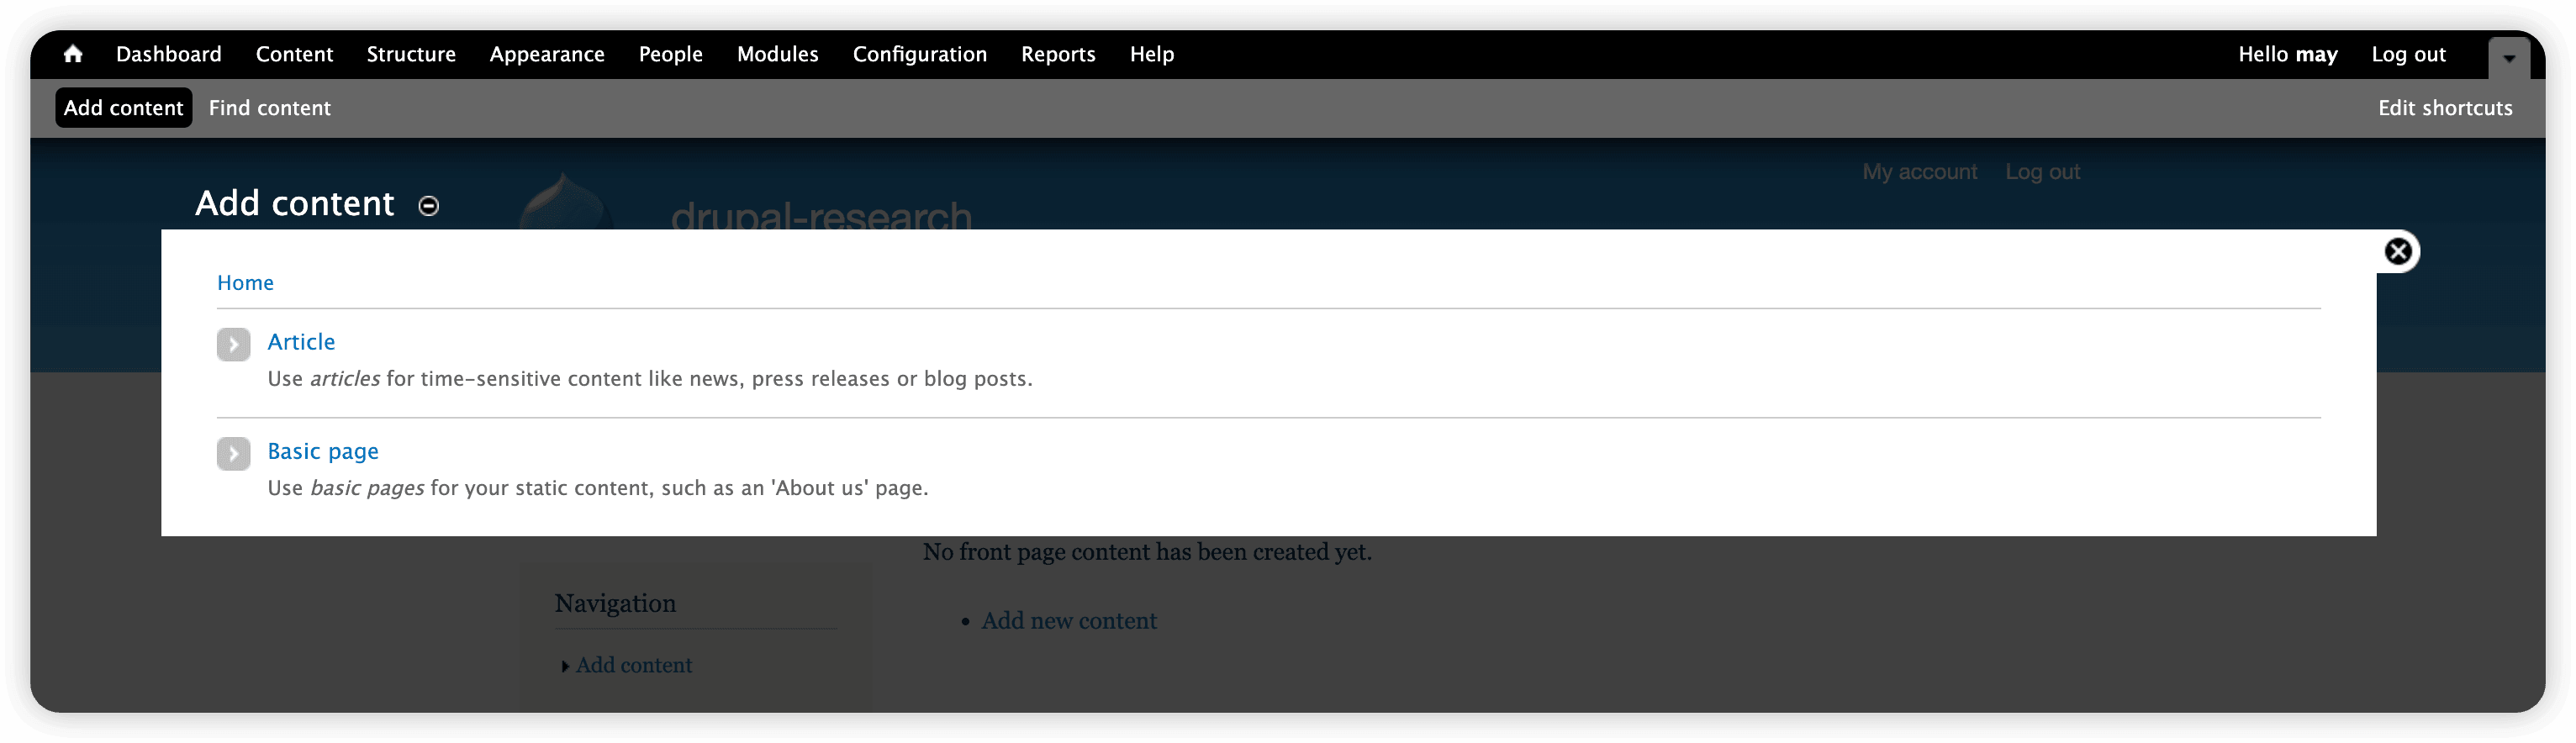 Dashboard Content Structure Appearance People Modules Configuration Reports Help Hello may Log out
Add content Find content Edit shortcuts
My account Log out
Add content
drupal-research
Home
Article
Use articles for time-sensitive content like news, press releases or blog posts.
Basic page
Use basic pages for your static content, such as an 'About us' page.
No front page content has been created yet.
Navigation
Add new content
Add content